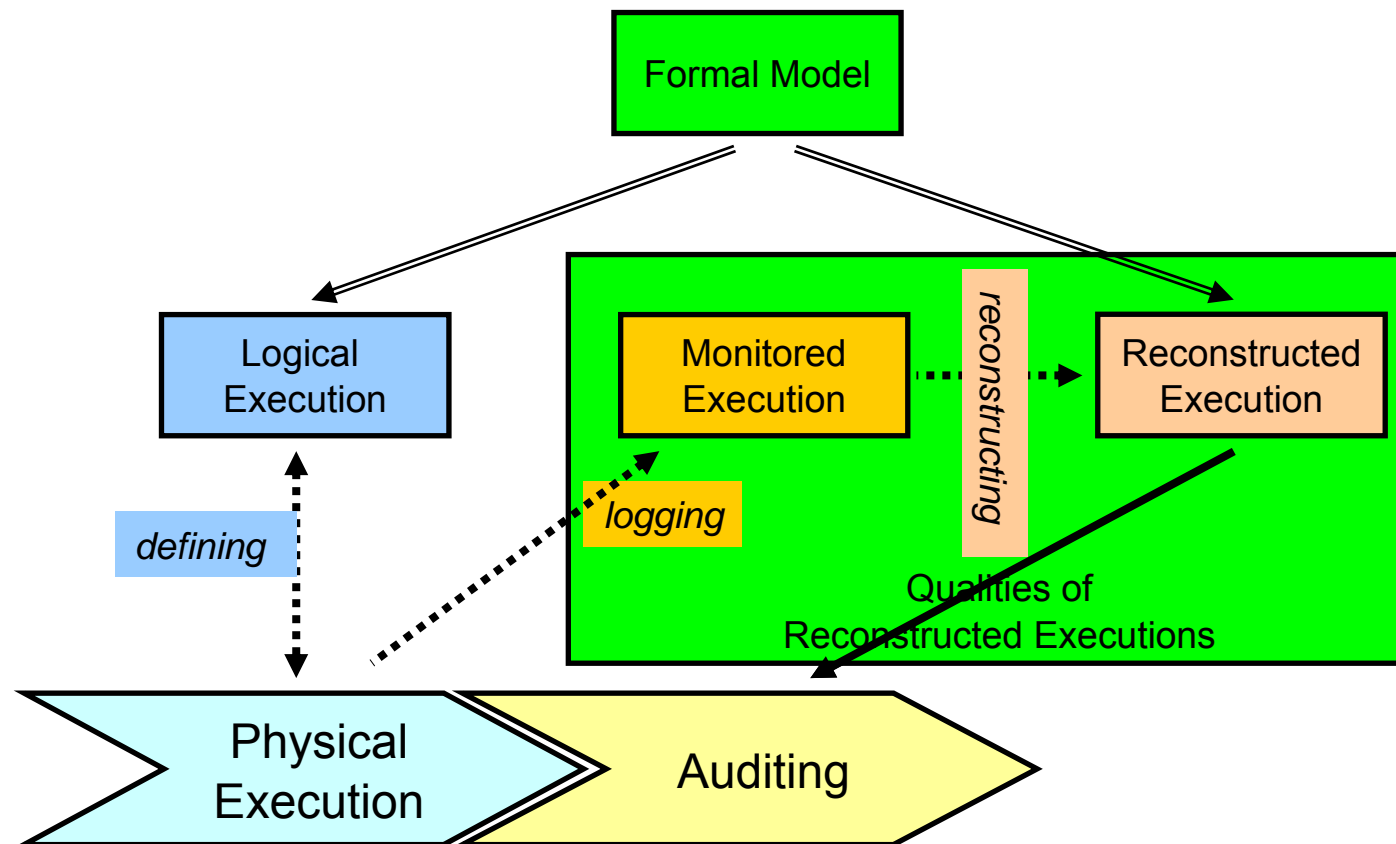 Formal Model
Logical
Execution
Monitored
Execution
reconstructing
Reconstructed
Execution
defining
logging
Qualities of
Reconstructed Executions
Physical
Execution
Auditing